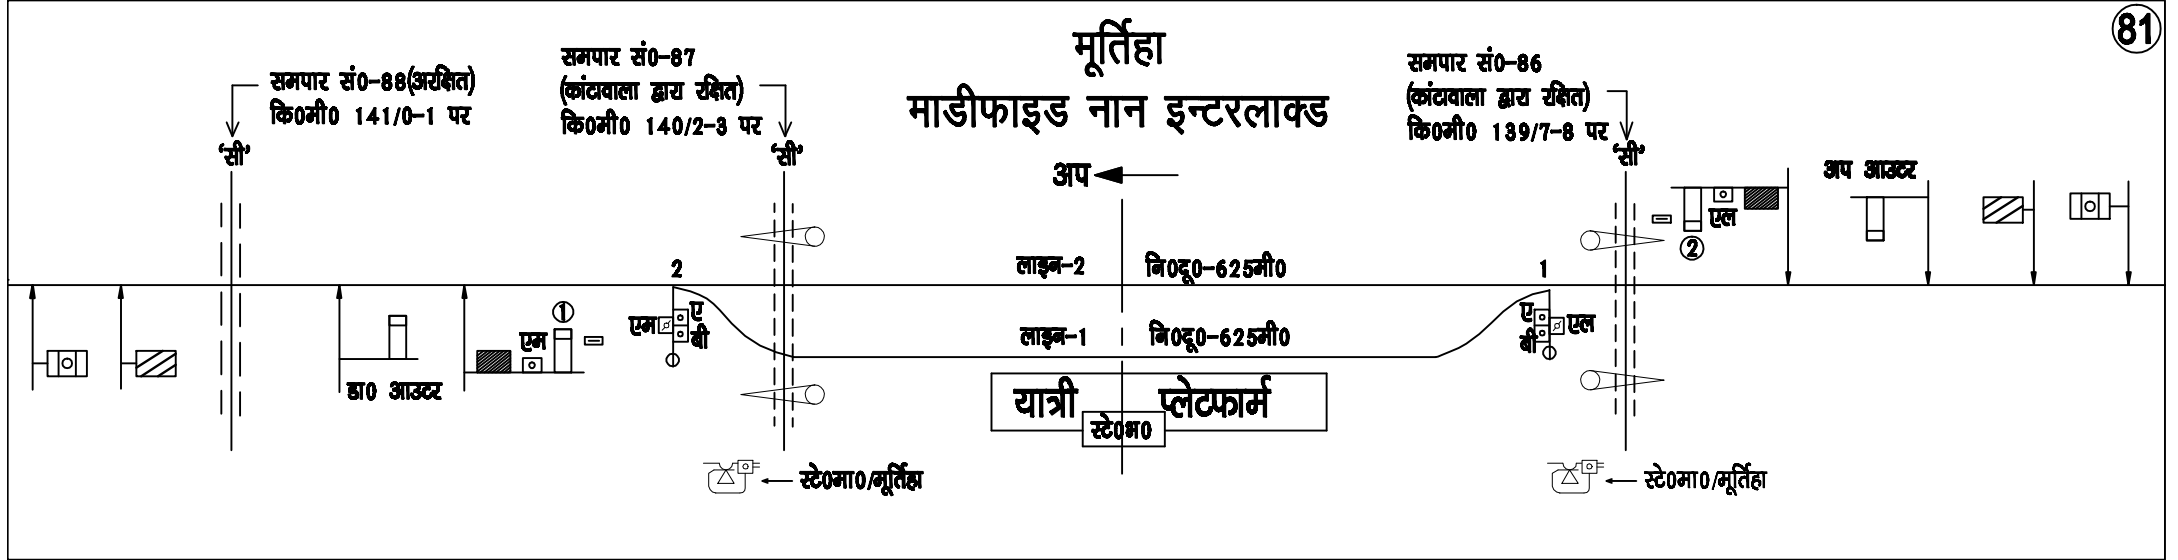 81
मूर्तिहा
माडीफाइड नान इन्टरलाक्ड
समपार सं0-88(अरक्षित)
कि0मी0 141/0-1 पर
'सी'
समपार सं0-87
(कांटावाला द्वारा रक्षित)
कि0मी0 140/2-3 पर
'सी'
समपार सं0-86
(कांटावाला द्वारा रक्षित)
कि0मी0 139/7-8 पर
'सी'
अप
अप आउटर
एल
2
2
लाइन-2 नि0दू0-625मी0
1
1
एम
डा0 आउटर
एम
ए
बी
लाइन-1 नि0दू0-625मी0
ए
बी
एल
यात्री प्लेटफार्म
स्टे0भ0
स्टे0मा0/मूर्तिहा
स्टे0मा0/मूर्तिहा